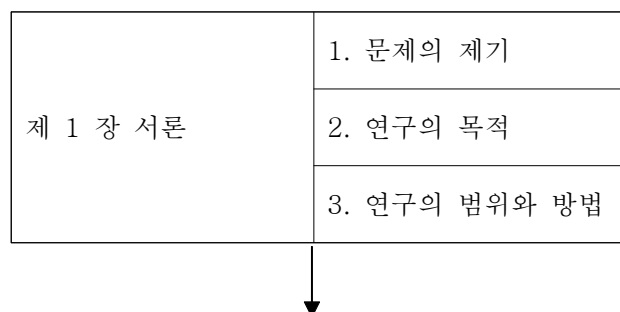 1. 문제의 제기
제 1 장 서론
2. 연구의 목적
3. 연구의 범위와 방법